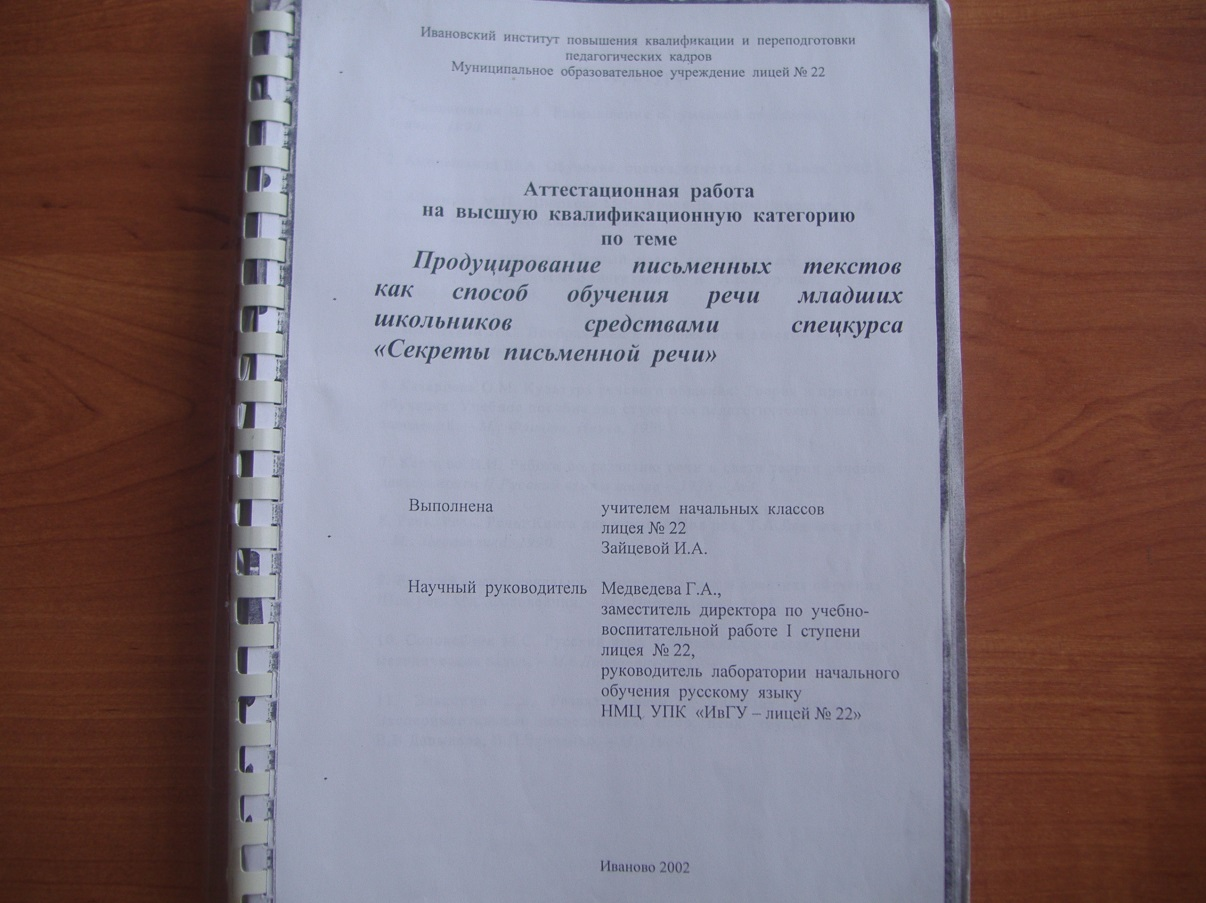 Ивановский институт повышения квалификации и переподготовки
педагогических кадров
Муниципальное образовательное учреждение лицей № 22
Аттестационная работа
на высшую квалификационную категорию
по теме
Продуцирование письменных текстов
как способ обучения речи младших
школьников средствами спецкурса
«Секреты письменной речи»
Выполнена учителем начальных классов
лицея № 22
Зайцевой И.А.
Научный руководитель Медведева Г.А.,
заместитель директора по учебно-
воспитательной работе I ступени
лицея № 22,
руководитель лаборатории начального
обучения русскому языку
НМЦ УПК «ИвГУ – лицей № 22»
Иваново 2002